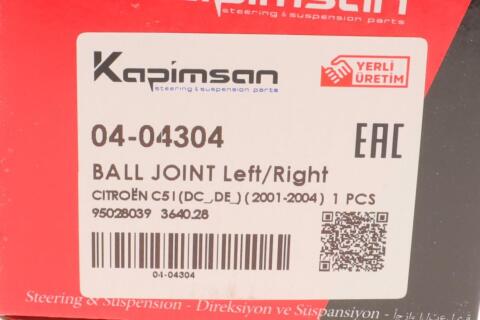 Kapimsan
steering & suspension parts
Kapimsan
steering & suspension parts
YERLİ
ÜRETİM
04-04304
EAC
BALL JOINT Left/Right
CITROËN C5 I (DC_,DE_) (2001-2004) 1 PCS
95028039 3640.28
04-04304
Steering & Suspension - Direksiyon ve Süspansiyon -